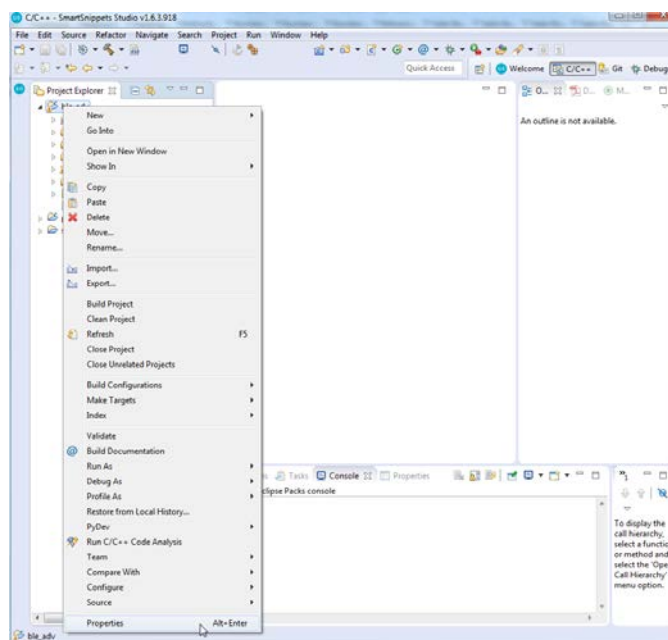 C/C++ - SmartSnippets Studio v1.6.3.918
File Edit Source Refactor Navigate Search Project Run Window Help
Quick Access
Welcome C/C++ Git Debug
Project Explorer
O...
D...
M...
An outline is not available.
New
Go Into
Open in New Window
Show In
Copy
Paste
Delete
Move...
Rename...
Import...
Export...
Build Project
Clean Project
Refresh F5
Close Project
Close Unrelated Projects
Build Configurations
Make Targets
Index
Validate
Build Documentation
Run As
Debug As
Profile As
Restore from Local History...
PyDev
Run C/C++ Code Analysis
Team
Compare With
Configure
Source
Properties Alt+Enter
Tasks Console Properties
clipse Packs console
To display the
call hierarchy,
select a functio
or method and
select the 'Ope
Call Hierarchy'
menu option.
ble_adv